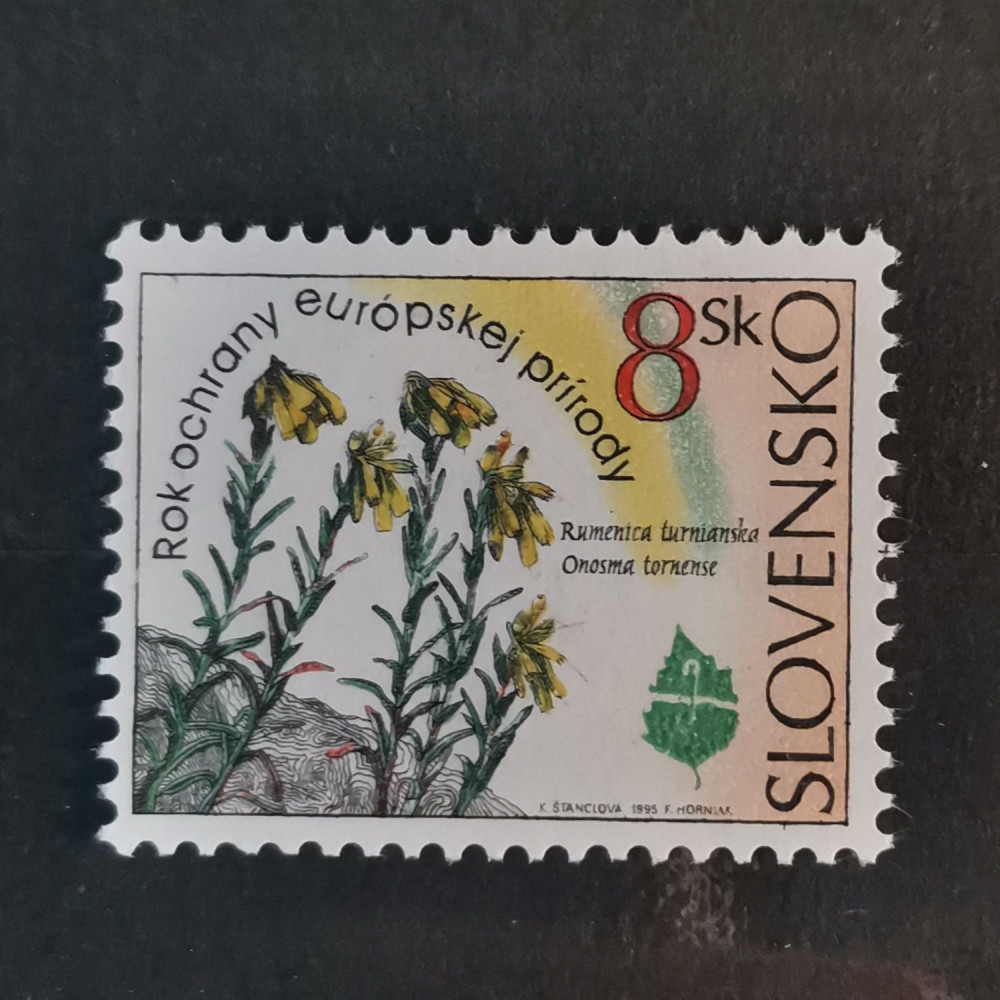 Rok ochrany európskej prírody
8 Sk
SLOVENSKO
Rumenica turnianska
Onosma tornense
K. ŠTANCLOVÁ 1995 F. HORNIAK